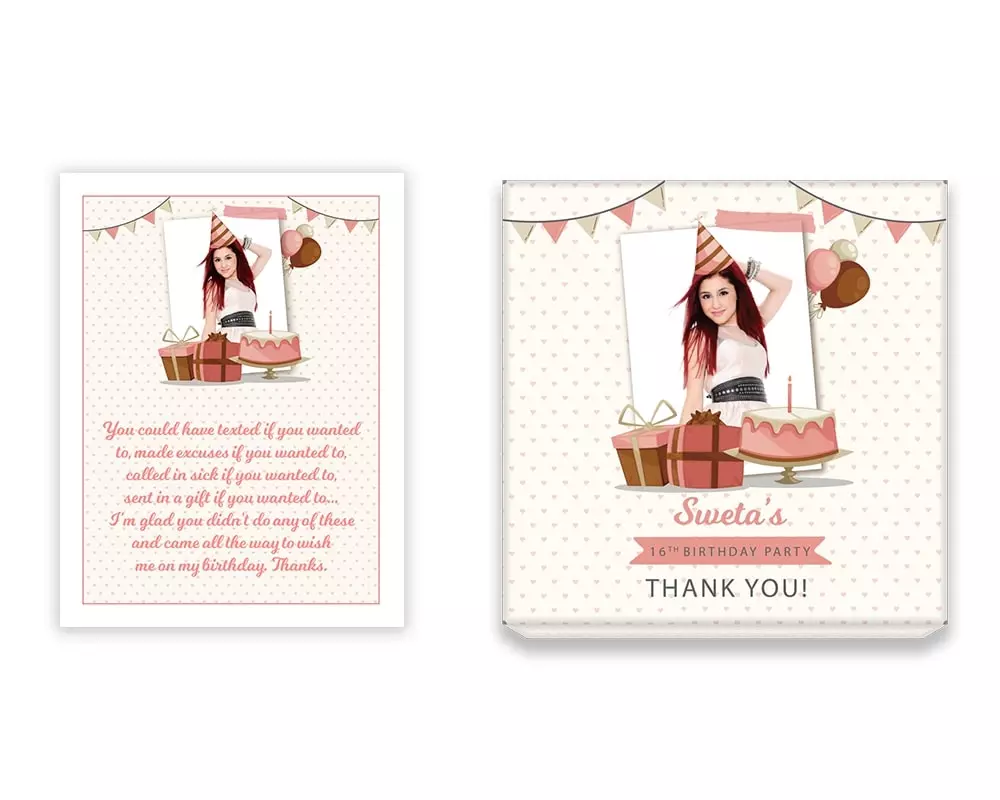 You could have texted if you wanted
to, made excuses if you wanted to,
called in sick if you wanted to,
sent in a gift if you wanted to...
I'm glad you didn't do any of these
and came all the way to wish
me on my birthday. Thanks.
Sweta's
16TH BIRTHDAY PARTY
THANK YOU!